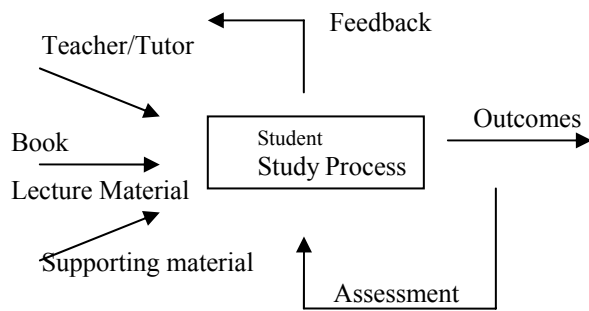 Feedback
Teacher/Tutor
Outcomes
Student
Study Process
Book
Lecture Material
Supporting material
Assessment